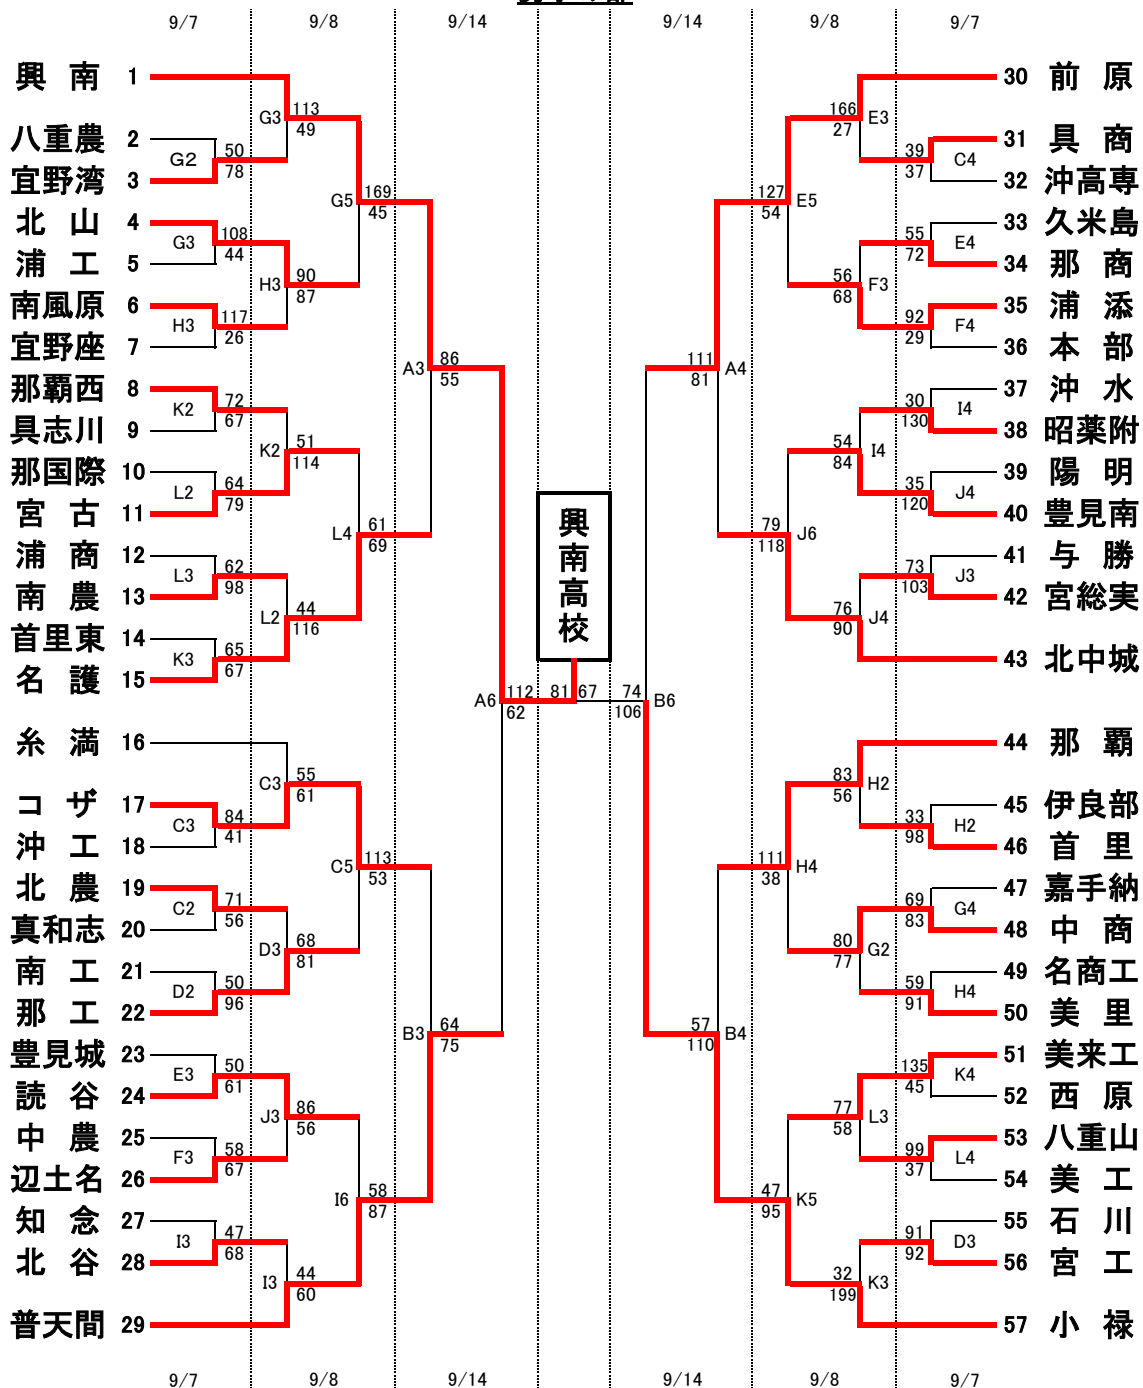 9/7 9/8 9/14 9/14 9/8 9/7
興南 1
八重農 2
宜野湾 3
北山 4
浦工 5
南風原 6
宜野座 7
那覇西 8
具志川 9
那国際 10
宮古 11
浦商 12
南農 13
首里東 14
名護 15
糸満 16
コザ 17
沖工 18
北農 19
真和志 20
南工 21
那工 22
豊見城 23
読谷 24
中農 25
辺土名 26
知念 27
北谷 28
普天間 29
G2 50 78
G3 108 44
H3 117 26
K2 72 67
L2 64 79
L3 62 98
K3 65 67
C3 84 41
C2 71 56
D2 50 96
E3 50 61
F3 58 67
I3 47 68
G3 113 49
H3 90 87
K2 51 114
L2 44 116
C3 55 61
D3 68 81
J3 86 56
I3 44 60
G5 169 45
L4 61 69
C5 113 53
I6 58 87
A3 86 55
B3 64 75
A6 112 62
興南高校
81 67
74 106 B6
111 81 A4
57 110 B4
127 54 E5
79 118 J6
111 38 H4
47 95 K5
166 27 E3
56 68 F3
54 84 I4
76 90 J4
83 56 H2
80 77 G2
77 58 L3
32 199 K3
39 37 C4
55 72 E4
92 29 F4
30 130 I4
35 120 J4
73 103 J3
33 98 H2
69 83 G4
59 91 H4
135 45 K4
99 37 L4
91 92 D3
30 前原
31 具商
32 沖高専
33 久米島
34 那商
35 浦添
36 本部
37 沖水
38 昭薬附
39 陽明
40 豊見南
41 与勝
42 宮総実
43 北中城
44 那覇
45 伊良部
46 首里
47 嘉手納
48 中商
49 名商工
50 美里
51 美来工
52 西原
53 八重山
54 美工
55 石川
56 宮工
57 小禄
9/7 9/8 9/14 9/14 9/8 9/7